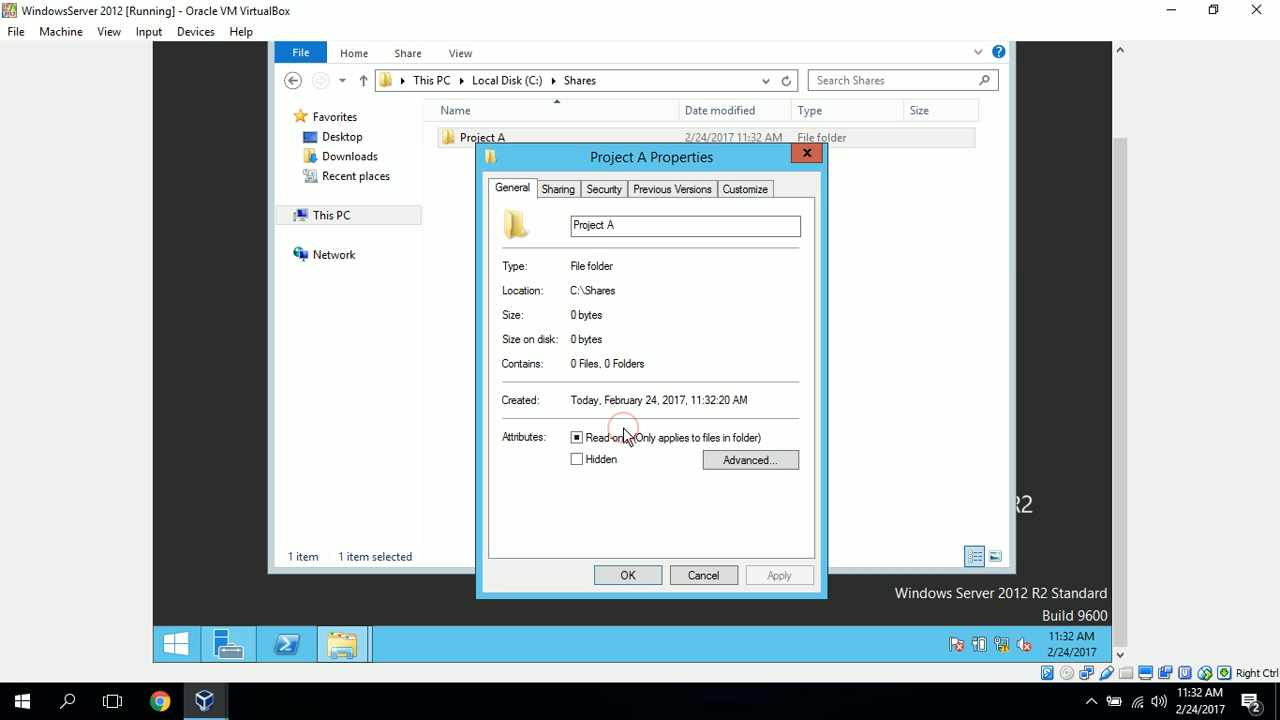 WindowsServer 2012 [Running] - Oracle VM VirtualBox
File Machine View Input Devices Help
File Home Share View
This PC Local Disk (C:) Shares
Search Shares
Favorites
Desktop
Downloads
Recent places
This PC
Network
Name Date modified Type Size
Project A 2/24/2017 11:32 AM File folder
Project A Properties
General Sharing Security Previous Versions Customize
Project A
Type: File folder
Location: C:\Shares
Size: 0 bytes
Size on disk: 0 bytes
Contains: 0 Files, 0 Folders
Created: Today, February 24, 2017, 11:32:20 AM
Attributes: Read-only (Only applies to files in folder)
Hidden Advanced...
OK Cancel Apply
1 item 1 item selected
R2
Windows Server 2012 R2 Standard
Build 9600
11:32 AM
2/24/2017
Right Ctrl
11:32 AM
2/24/2017
2